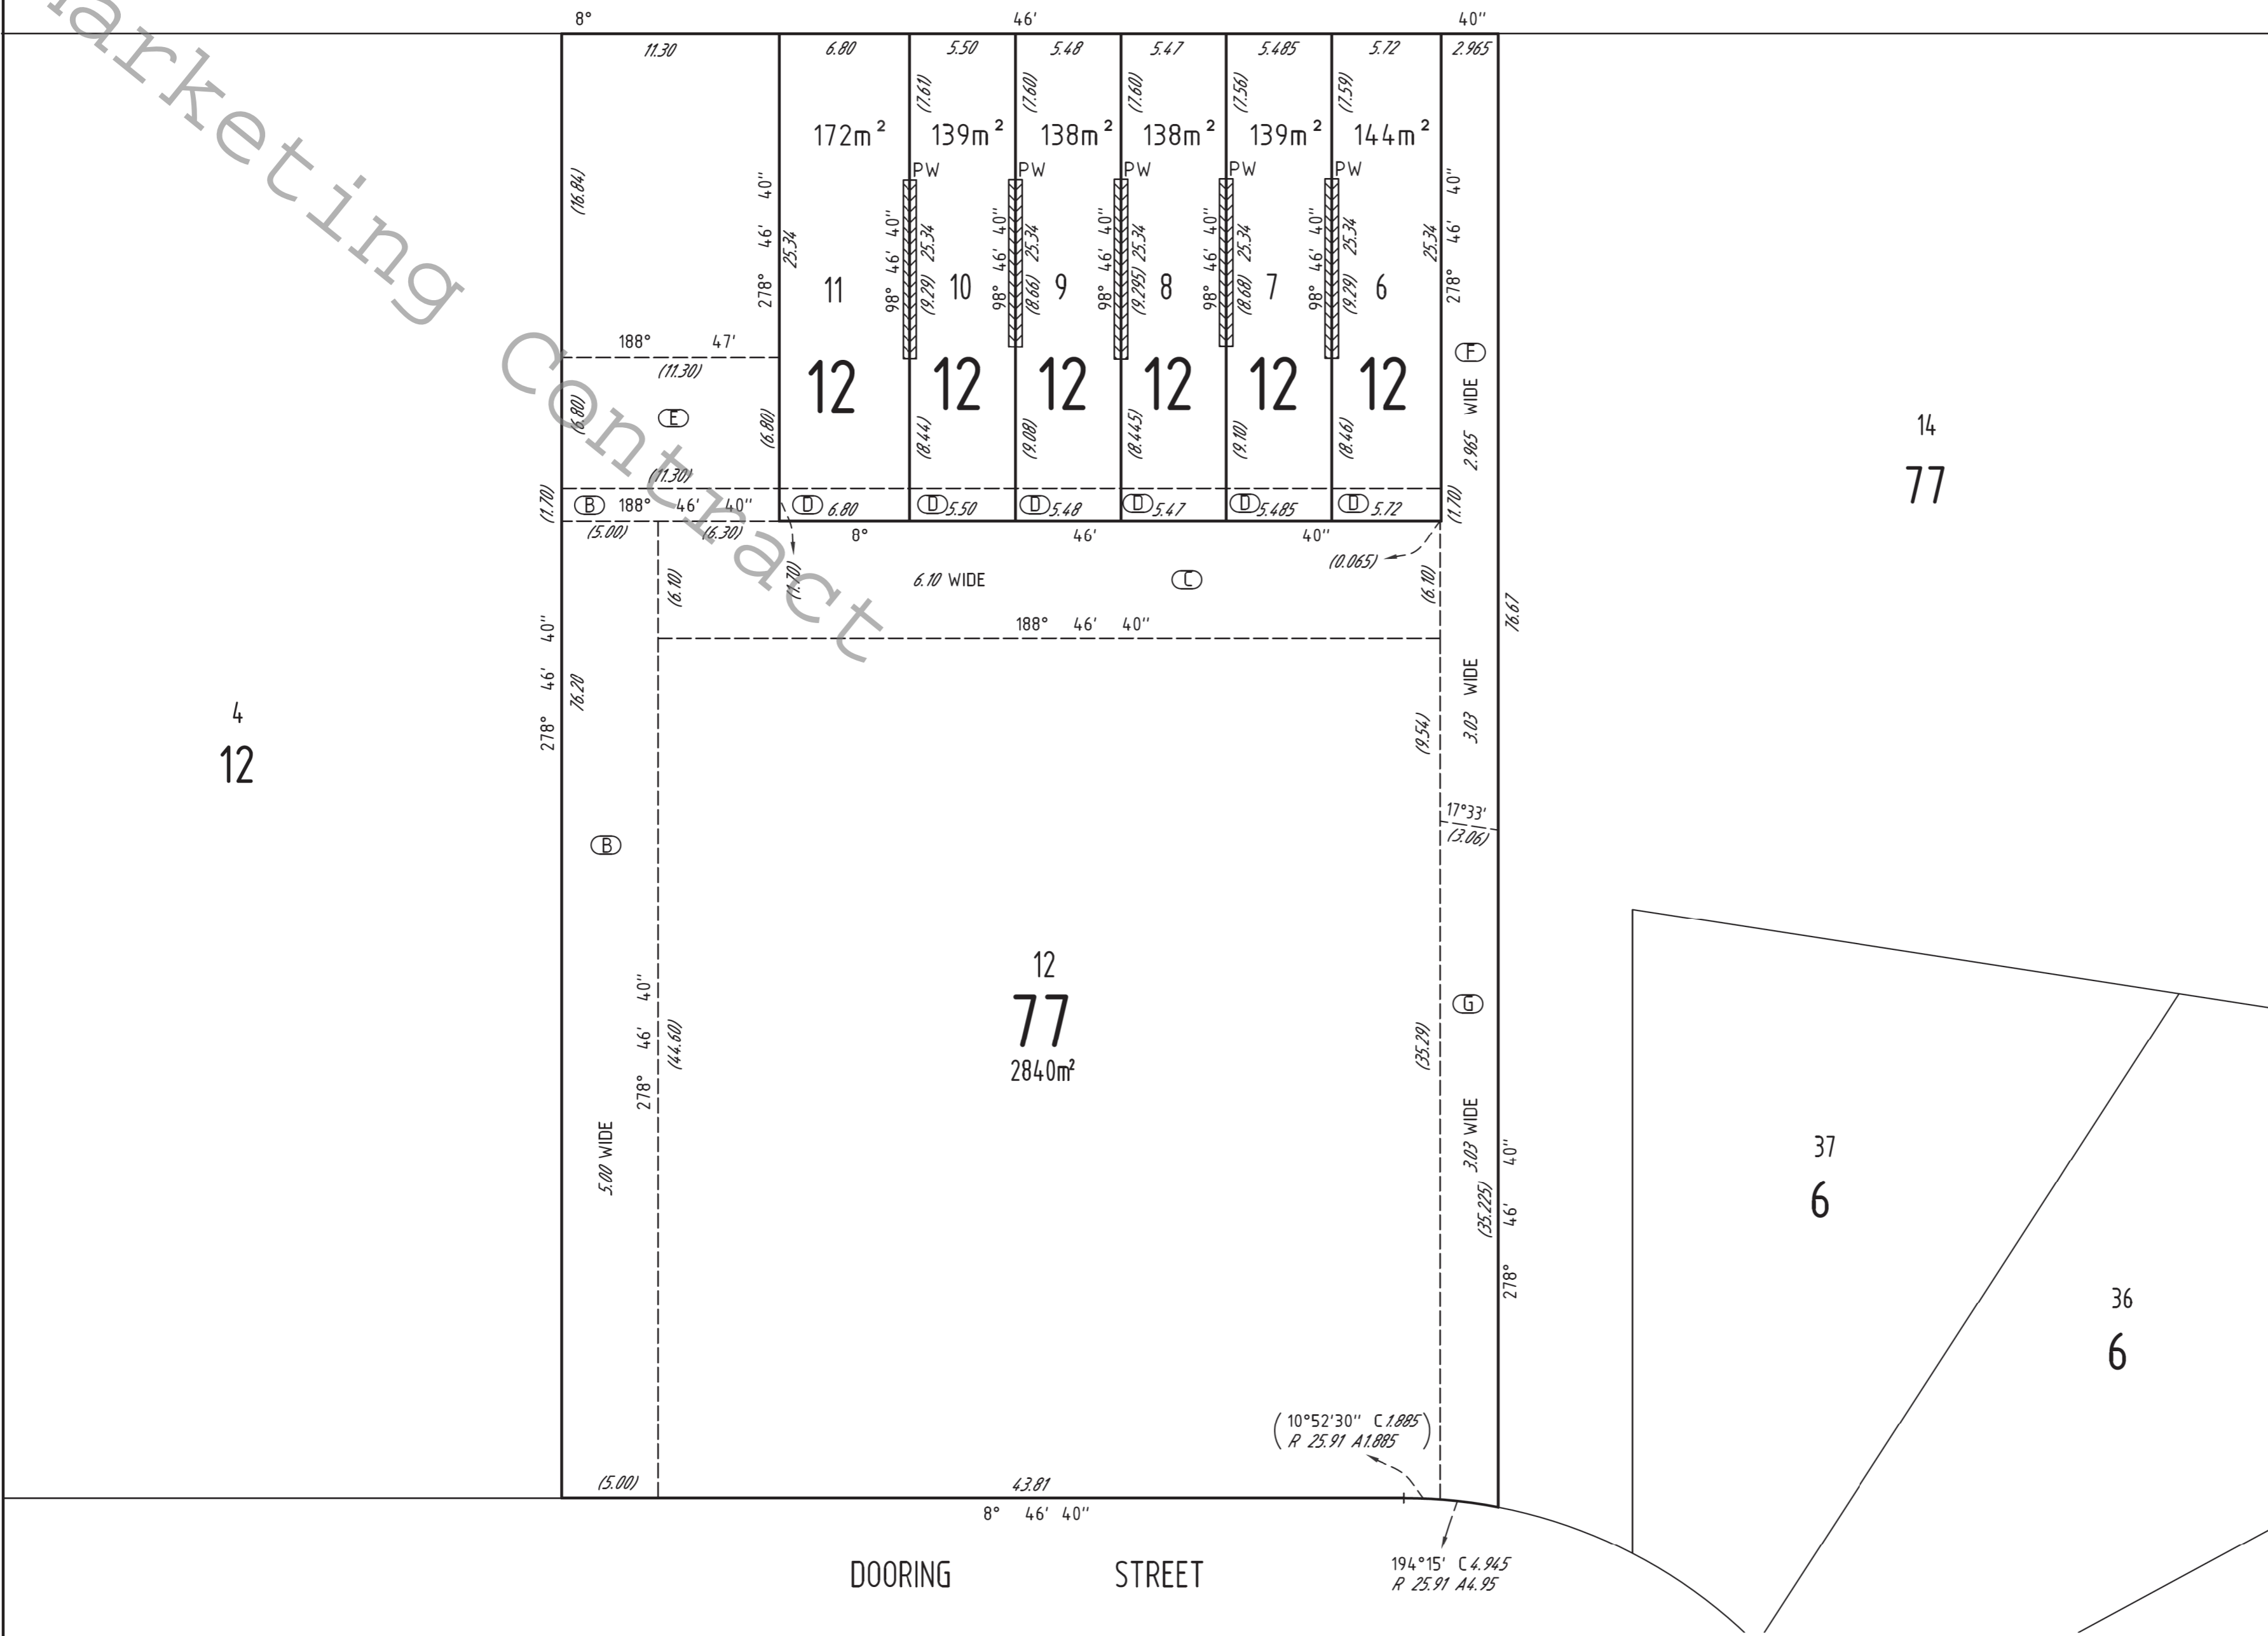 8° 46' 40"
11.30 6.80 5.50 5.48 5.47 5.485 5.72 2.965
(7.61) (7.60) (7.60) (7.56) (7.59)
172m² 139m² 138m² 138m² 139m² 144m²
PW PW PW PW PW
(16.84)
278° 46' 40"
25.34
98° 46' 40"
(9.29) 25.34
98° 46' 40"
(8.66) 25.34
98° 46' 40"
(9.295) 25.34
98° 46' 40"
(8.68) 25.34
98° 46' 40"
(9.29) 25.34
25.34
278° 46' 40"
11 10 9 8 7 6
12 12 12 12 12 12
188° 47'
(11.30)
(6.80) E (6.80)
(8.44) (9.08) (8.445) (9.10) (8.46)
F
2.965 WIDE
14
77
(11.30)
(1.70) B 188° 46' 40" D 6.80 D 5.50 D 5.48 D 5.47 D 5.485 D 5.72 (1.70)
(5.00) (6.30) 8° 46' 40"
(0.065)
(6.10) (1.70) 6.10 WIDE C (6.10)
188° 46' 40"
76.67
278° 46' 40"
76.20
4
12
3.03 WIDE
(9.54)
17°33'
(3.06)
B
12
77
2840m²
G
278° 46' 40"
(44.60)
(35.29)
5.00 WIDE
3.03 WIDE
(35.225)
278° 46' 40"
37
6
36
6
10°52'30" C 1.885
R 25.91 A1.885
(5.00) 43.81
8° 46' 40"
DOORING STREET
194°15' C 4.945
R 25.91 A4.95
arketing Contract